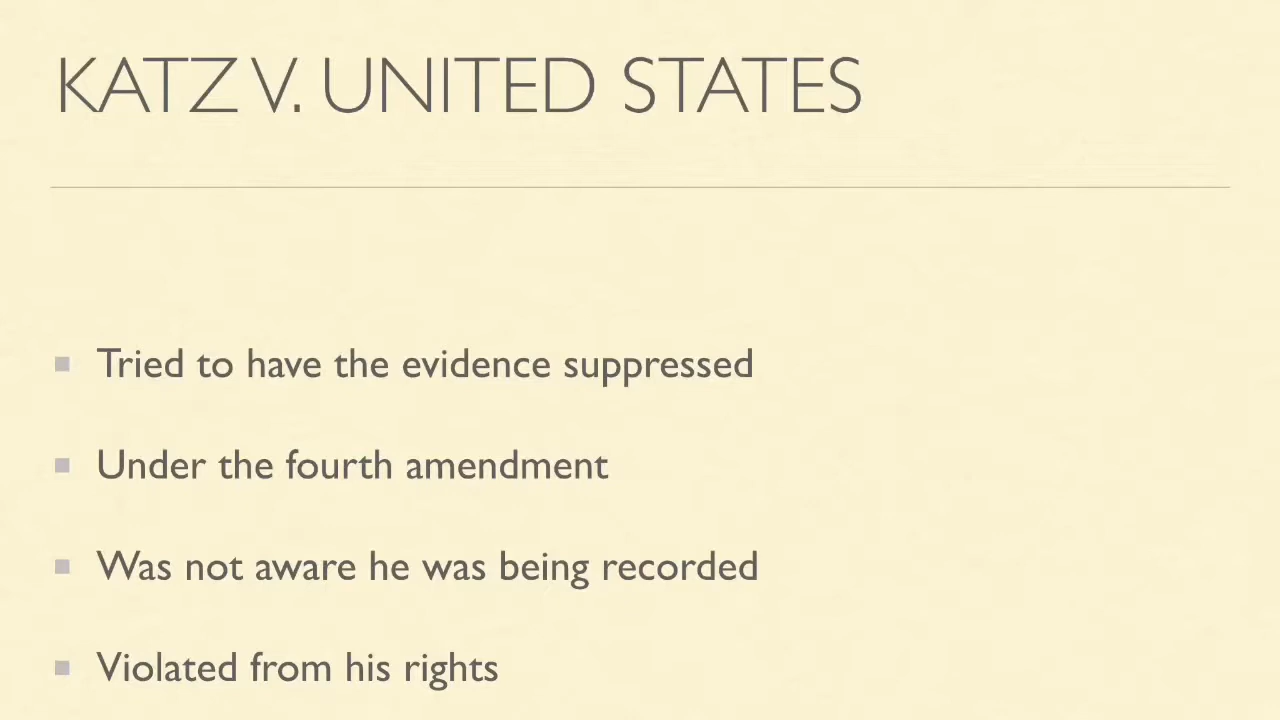 KATZ V. UNITED STATES
Tried to have the evidence suppressed
Under the fourth amendment
Was not aware he was being recorded
Violated from his rights